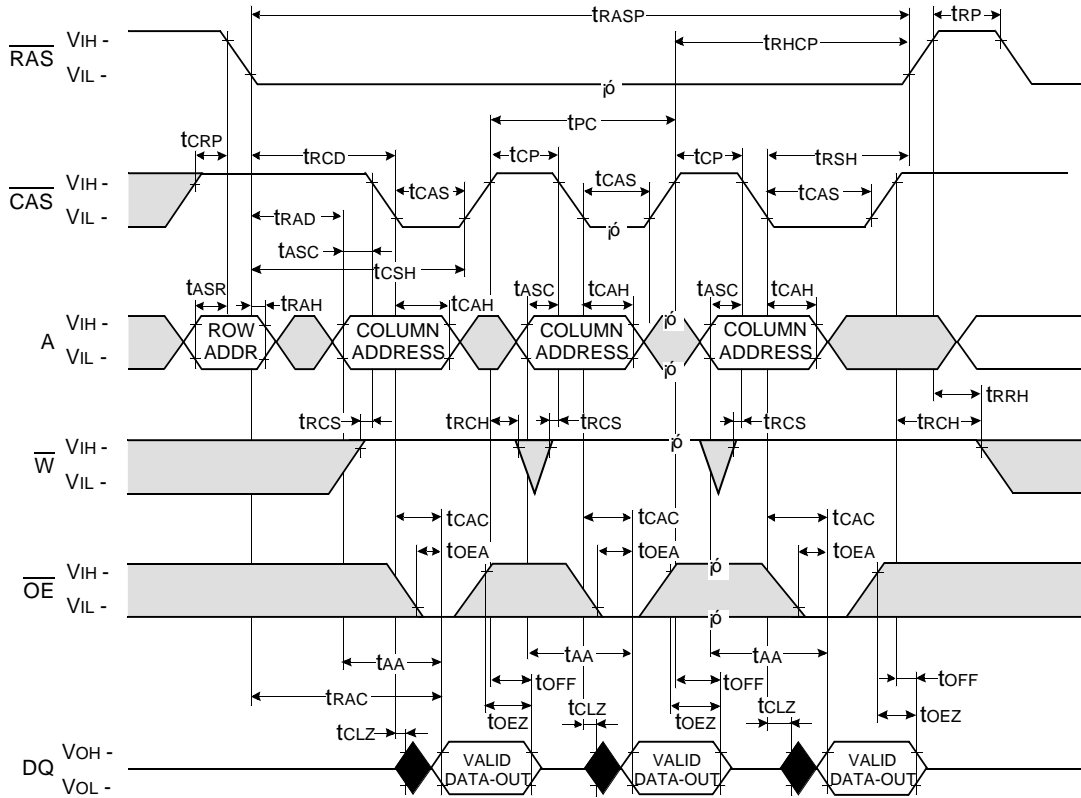 tRASP
tRP
tRHCP
RAS
VIH -
VIL -
¡ó
tPC
tCRP
tRCD
tCP
tCP
tRSH
CAS
VIH -
VIL -
tCAS
tCAS
tCAS
¡ó
tRAD
tASC
tCSH
tASR
tRAH
tCAH
tASC
tCAH
tASC
tCAH
A
VIH -
VIL -
ROW
ADDR.
COLUMN
ADDRESS
COLUMN
ADDRESS
¡ó
¡ó
COLUMN
ADDRESS
tRRH
tRCS
tRCH
tRCS
tRCS
tRCH
W
VIH -
VIL -
¡ó
tCAC
tCAC
tCAC
tOEA
tOEA
tOEA
OE
VIH -
VIL -
¡ó
¡ó
tAA
tAA
tAA
tRAC
tOFF
tOFF
tOFF
tCLZ
tOEZ
tCLZ
tOEZ
tCLZ
tOEZ
DQ
VOH -
VOL -
VALID
DATA-OUT
VALID
DATA-OUT
VALID
DATA-OUT